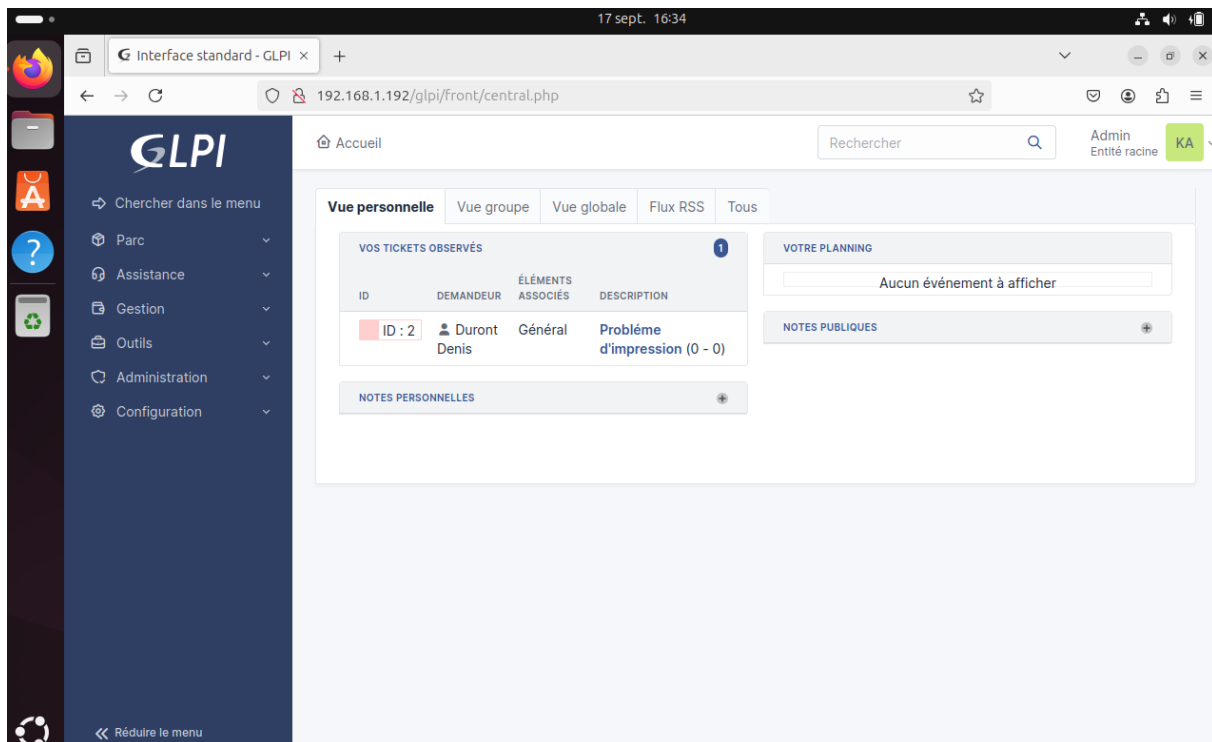 17 sept. 16:34
Interface standard - GLPI
192.168.1.192/glpi/front/central.php
GLPI
Accueil
Rechercher
Admin
Entité racine
KA
Chercher dans le menu
Parc
Assistance
Gestion
Outils
Administration
Configuration
Réduire le menu
Vue personnelle Vue groupe Vue globale Flux RSS Tous
VOS TICKETS OBSERVÉS 1
ID DEMANDEUR ÉLÉMENTS ASSOCIÉS DESCRIPTION
ID : 2 Duront Denis Général Probléme d'impression (0 - 0)
NOTES PERSONNELLES
VOTRE PLANNING
Aucun événement à afficher
NOTES PUBLIQUES